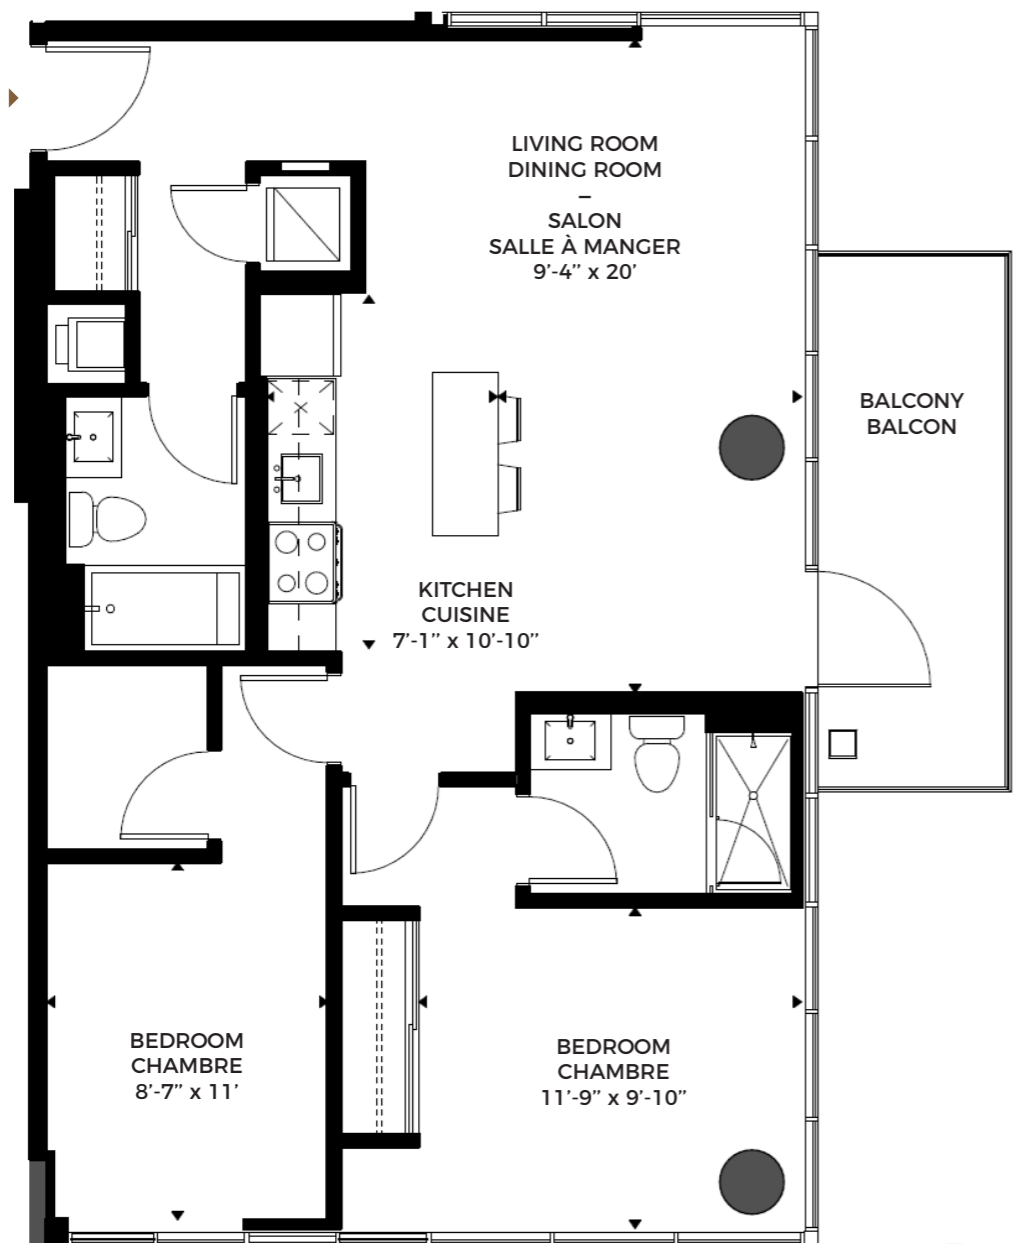 LIVING ROOM
DINING ROOM
–
SALON
SALLE À MANGER
9’-4” x 20’
BALCONY
BALCON
KITCHEN
CUISINE
7’-1” x 10’-10”
BEDROOM
CHAMBRE
8’-7” x 11’
BEDROOM
CHAMBRE
11’-9” x 9’-10”